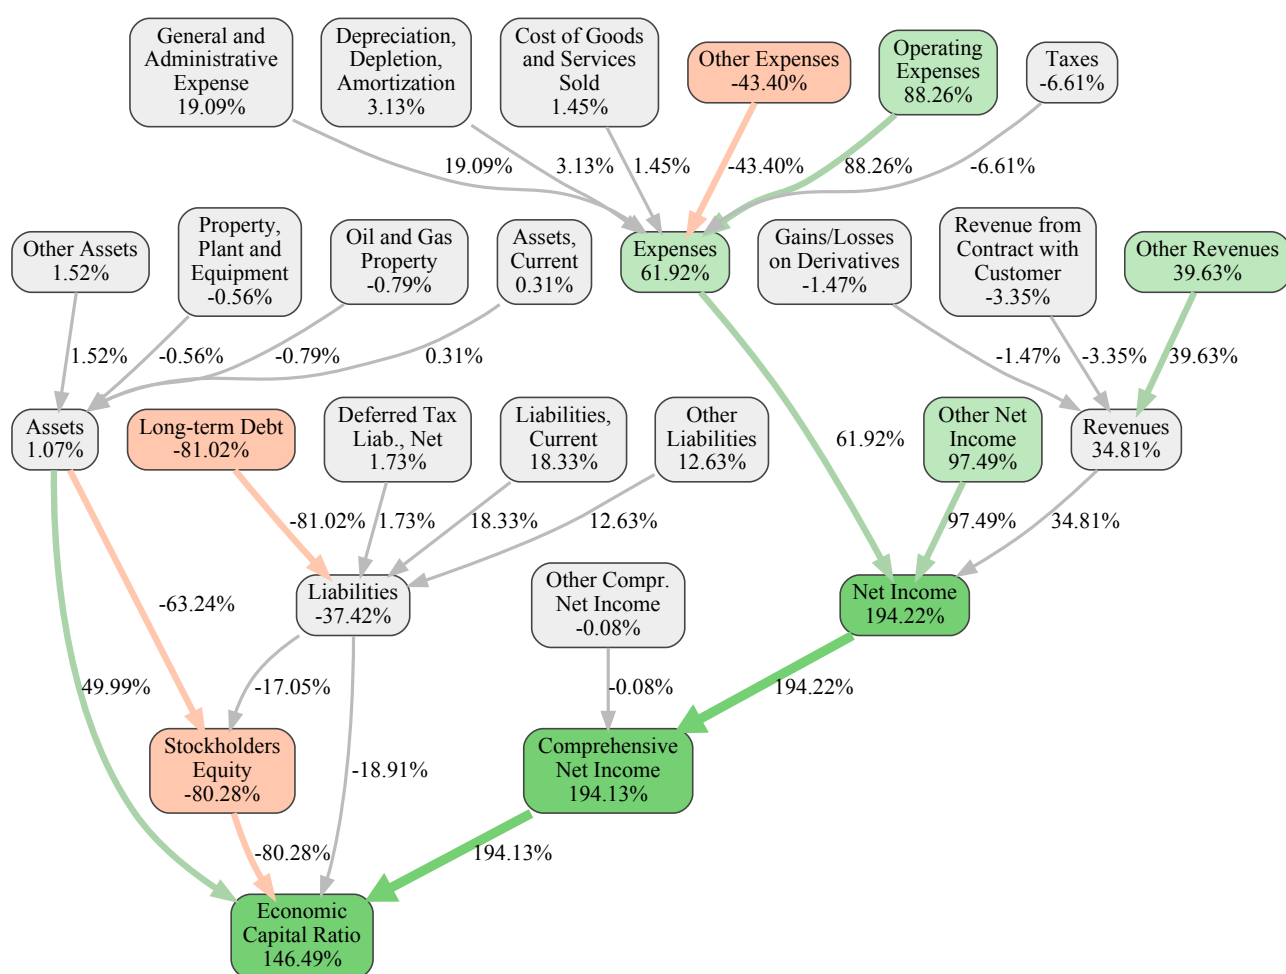 General and
Administrative
Expense
19.09%
Depreciation,
Depletion,
Amortization
3.13%
Cost of Goods
and Services
Sold
1.45%
Other Expenses
-43.40%
Operating
Expenses
88.26%
Taxes
-6.61%
19.09%
3.13%
1.45%
-43.40%
88.26%
-6.61%
Other Assets
1.52%
Property,
Plant and
Equipment
-0.56%
Oil and Gas
Property
-0.79%
Assets,
Current
0.31%
Expenses
61.92%
Gains/Losses
on Derivatives
-1.47%
Revenue from
Contract with
Customer
-3.35%
Other Revenues
39.63%
1.52%
-0.56%
-0.79%
0.31%
-1.47%
-3.35%
39.63%
Assets
1.07%
Long-term Debt
-81.02%
Deferred Tax
Liab., Net
1.73%
Liabilities,
Current
18.33%
Other
Liabilities
12.63%
61.92%
Other Net
Income
97.49%
Revenues
34.81%
-81.02%
1.73%
18.33%
12.63%
97.49%
34.81%
-63.24%
Liabilities
-37.42%
Other Compr.
Net Income
-0.08%
Net Income
194.22%
49.99%
-17.05%
-0.08%
194.22%
Stockholders
Equity
-80.28%
-18.91%
Comprehensive
Net Income
194.13%
-80.28%
194.13%
Economic
Capital Ratio
146.49%